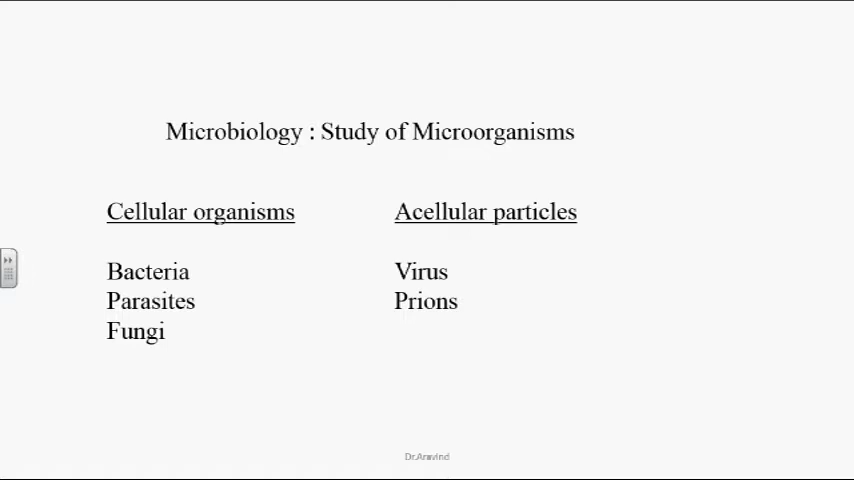 Microbiology : Study of Microorganisms
Cellular organisms
Acellular particles
Bacteria
Virus
Parasites
Prions
Fungi
Dr.Aravind